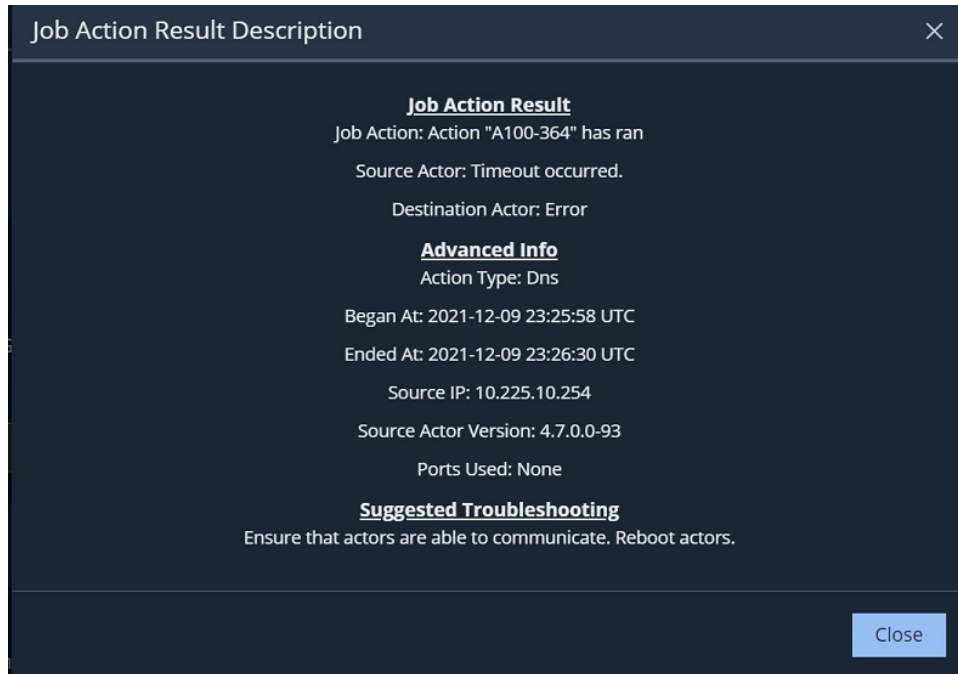 Job Action Result Description
Job Action Result
Job Action: Action "A100-364" has ran
Source Actor: Timeout occurred.
Destination Actor: Error
Advanced Info
Action Type: Dns
Began At: 2021-12-09 23:25:58 UTC
Ended At: 2021-12-09 23:26:30 UTC
Source IP: 10.225.10.254
Source Actor Version: 4.7.0.0-93
Ports Used: None
Suggested Troubleshooting
Ensure that actors are able to communicate. Reboot actors.
Close